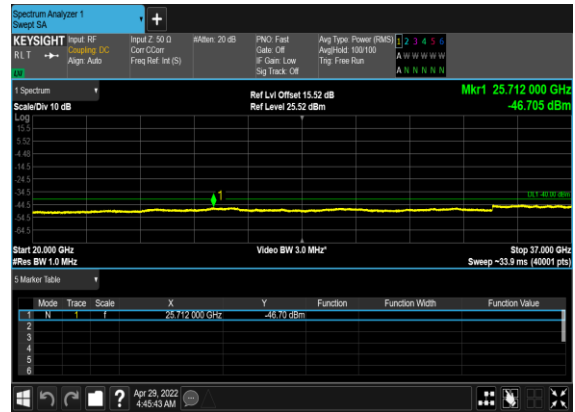 Spectrum Analyzer 1
Swept SA
+
KEYSIGHT Input: RF Input Z: 50 Ω #Atten: 20 dB PNO: Fast Avg Type: Power (RMS) 1 2 3 4 5 6
RLT Coupling: DC Corr CCorr Gate: Off Avg|Hold: 100/100 A W W W W W
Align: Auto Freq Ref: Int (S) IF Gain: Low Trig: Free Run
Sig Track: Off A N N N N N
1 Spectrum Ref Lvl Offset 15.52 dB Mkr1 25.712 000 GHz
Scale/Div 10 dB Ref Level 25.52 dBm -46.705 dBm
Log
15.5
5.52
-4.48
-14.5
-24.5
-34.5 1 DL1 -40.00 dBm
-44.5
-54.5
-64.5
Start 20.000 GHz Video BW 3.0 MHz* Stop 37.000 GHz
#Res BW 1.0 MHz Sweep ~33.9 ms (40001 pts)
5 Marker Table
Mode Trace Scale X Y Function Function Width Function Value
1 N 1 f 25.712 000 GHz -46.70 dBm
2
3
4
5
6
? Apr 29, 2022
4:45:43 AM